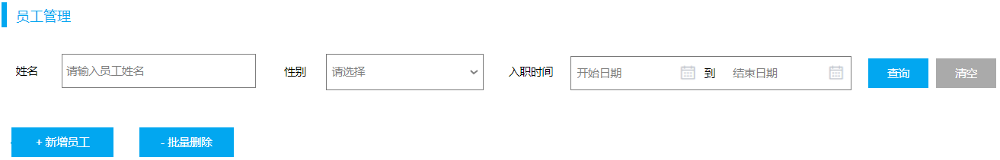 员工管理
姓名 请输入员工姓名 性别 请选择 入职时间 开始日期 到 结束日期 查询 清空
+ 新增员工 - 批量删除